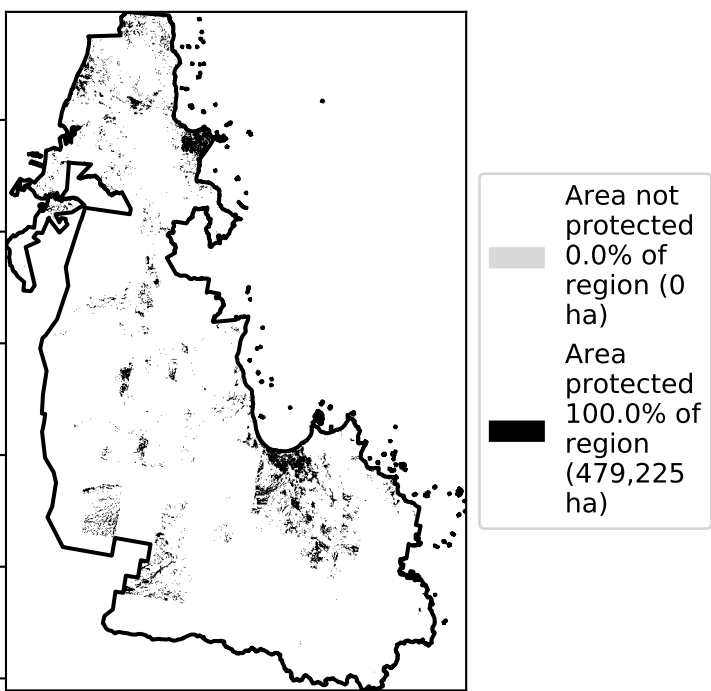 Area not
protected
0.0% of
region (0
ha)
Area
protected
100.0% of
region
(479,225
ha)